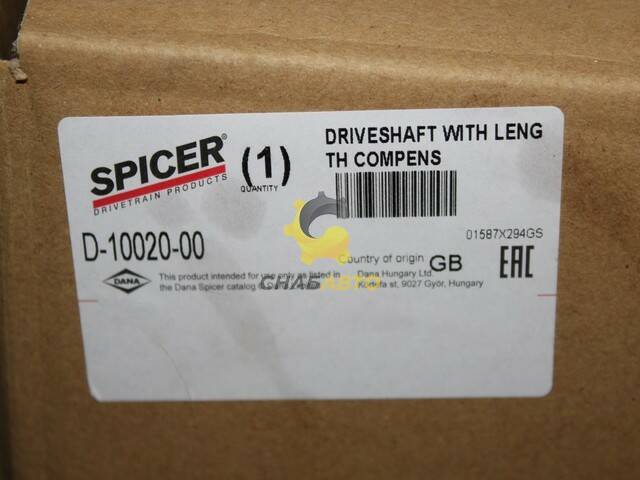 SPICER®
DRIVETRAIN PRODUCTS
(1)
QUANTITY
DRIVESHAFT WITH LENG
TH COMPENS
01587X294GS
D-10020-00
Country of origin GB
EAC
DANA
This product intended for use only as listed in
the Dana Spicer catalog
Dana Hungary Ltd.
st, 9027 Győr, Hungary
СНАБАВТО